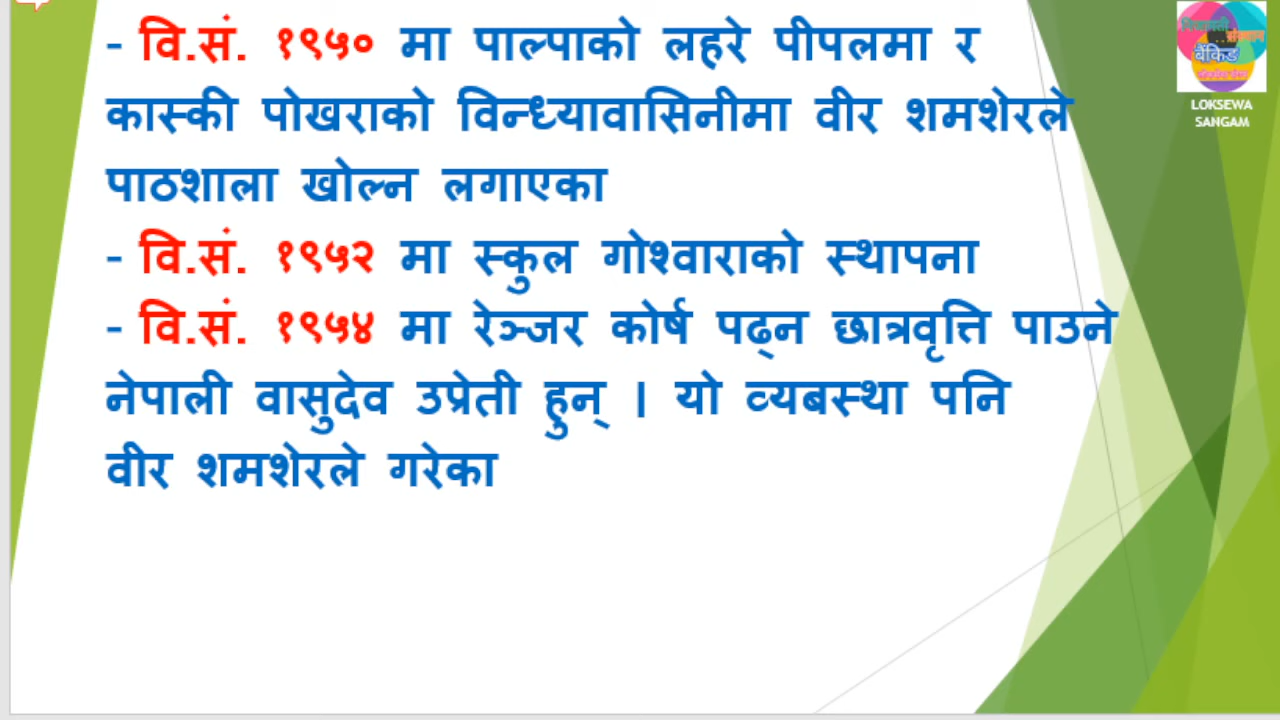 - वि.सं. १९५० मा पाल्पाको लहरे पीपलमा र
कास्की पोखराको विन्ध्यावासिनीमा वीर शमशेरले
पाठशाला खोल्न लगाएका
- वि.सं. १९५२ मा स्कुल गोश्वाराको स्थापना
- वि.सं. १९५४ मा रेञ्जर कोर्ष पढ्न छात्रवृत्ति पाउने
नेपाली वासुदेव उप्रेती हुन् । यो व्यबस्था पनि
वीर शमशेरले गरेका
बैंकिङ
LOKSEWA
SANGAM